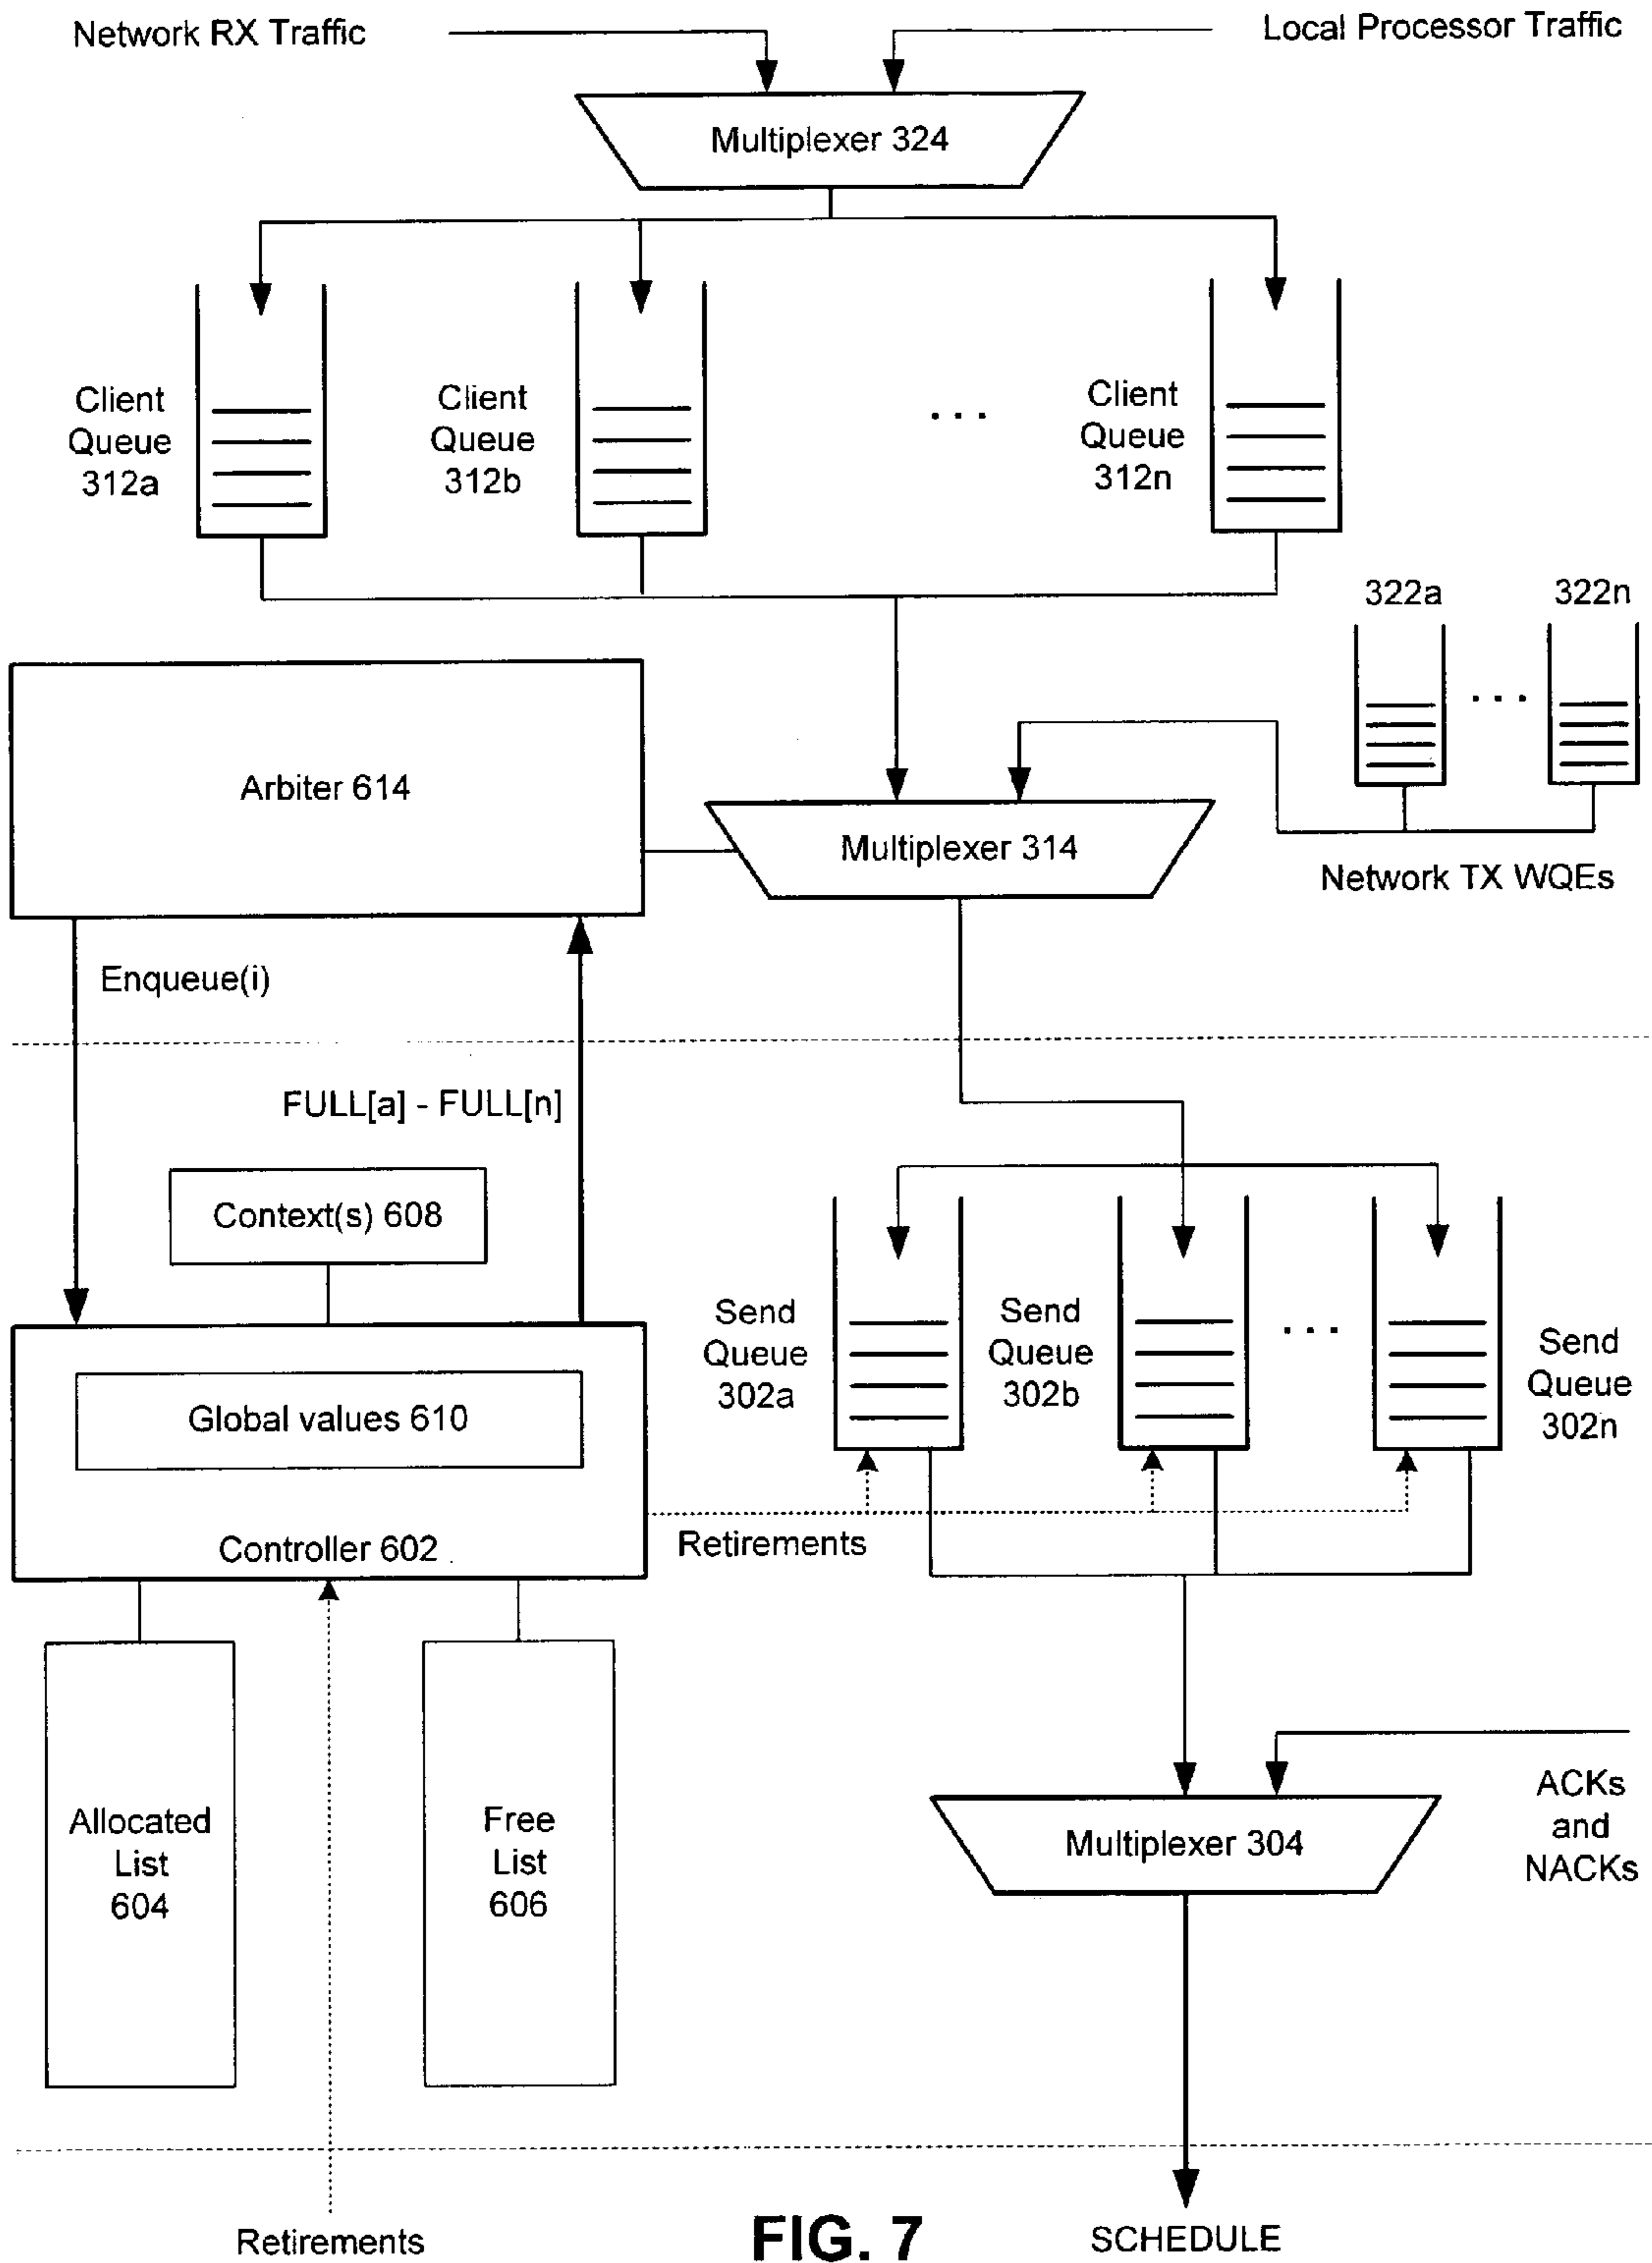 Network RX Traffic
Local Processor Traffic
Multiplexer 324
Client
Queue
312a
Client
Queue
312b
...
Client
Queue
312n
322a
322n
...
Arbiter 614
Multiplexer 314
Network TX WQEs
Enqueue(i)
FULL[a] - FULL[n]
Context(s) 608
Send
Queue
302a
Send
Queue
302b
...
Send
Queue
302n
Global values 610
Controller 602
Retirements
Allocated
List
604
Free
List
606
ACKs
and
NACKs
Multiplexer 304
Retirements
FIG. 7
SCHEDULE